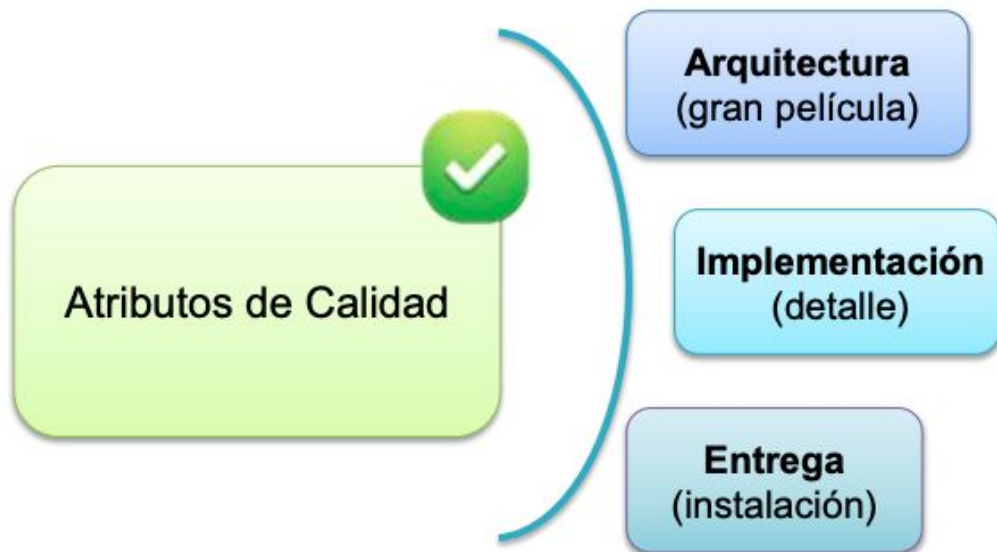 Arquitectura
(gran película)
Atributos de Calidad
Implementación
(detalle)
Entrega
(instalación)